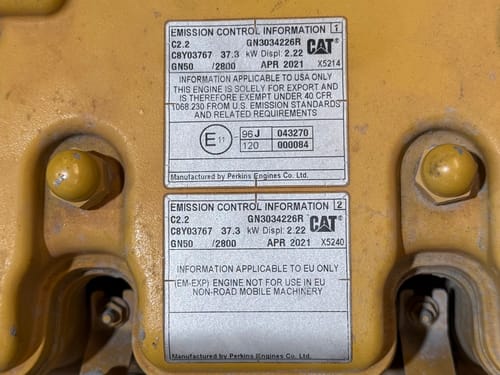 EMISSION CONTROL INFORMATION 1
C2.2 GN3034226R
C8Y03767 37.3 kW Displ: 2.22 CAT®
GN50 /2800 APR 2021 X5214
INFORMATION APPLICABLE TO USA ONLY
THIS ENGINE IS SOLELY FOR EXPORT AND
IS THEREFORE EXEMPT UNDER 40 CFR
1068.230 FROM U.S. EMISSION STANDARDS
AND RELATED REQUIREMENTS
E 11 96 J 043270
120 000084
Manufactured by Perkins Engines Co. Ltd.
EMISSION CONTROL INFORMATION 2
C2.2 GN3034226R
C8Y03767 37.3 kW Displ: 2.22 CAT®
GN50 /2800 APR 2021 X5240
INFORMATION APPLICABLE TO EU ONLY
(EM-EXP) ENGINE NOT FOR USE IN EU
NON-ROAD MOBILE MACHINERY
Manufactured by Perkins Engines Co. Ltd.